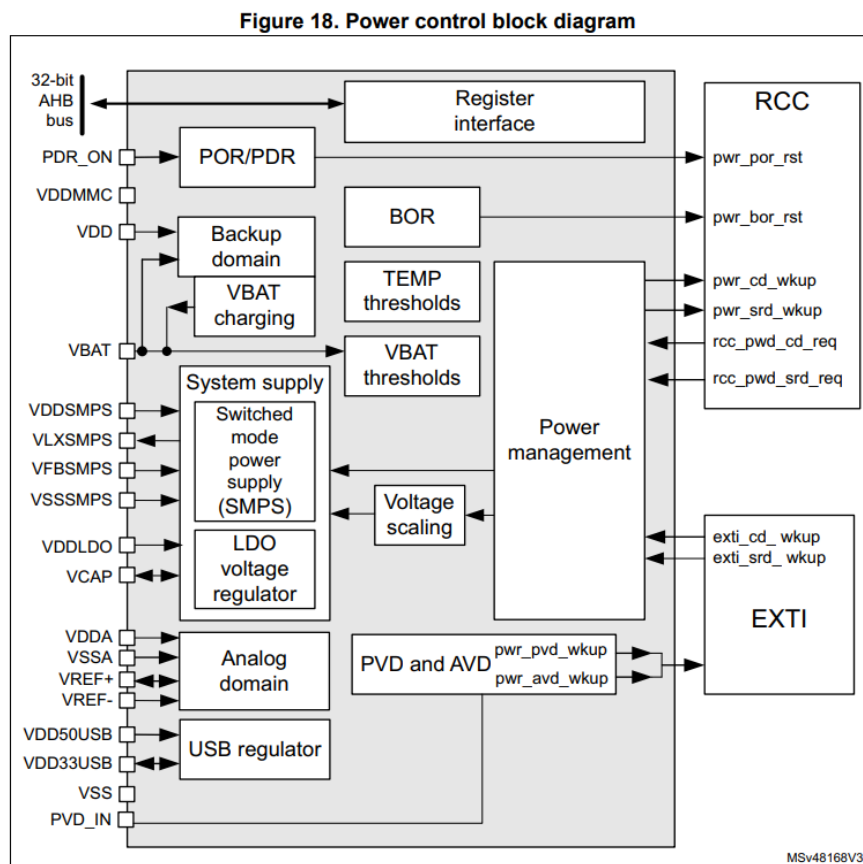 Figure 18. Power control block diagram
32-bit
AHB
bus
Register
interface
RCC
PDR_ON
POR/PDR
pwr_por_rst
VDDMMC
BOR
pwr_bor_rst
VDD
Backup
domain
TEMP
thresholds
pwr_cd_wkup
VBAT
charging
pwr_srd_wkup
rcc_pwd_cd_req
VBAT
VBAT
thresholds
rcc_pwd_srd_req
System supply
VDDSMPS
VLXSMPS
VFBSMPS
VSSSMPS
Switched
mode
power
supply
(SMPS)
Power
management
Voltage
scaling
VDDLDO
VCAP
LDO
voltage
regulator
exti_cd_ wkup
exti_srd_ wkup
EXTI
VDDA
VSSA
VREF+
VREF-
Analog
domain
PVD and AVD
pwr_pvd_wkup
pwr_avd_wkup
VDD50USB
VDD33USB
USB regulator
VSS
PVD_IN
MSv48168V3